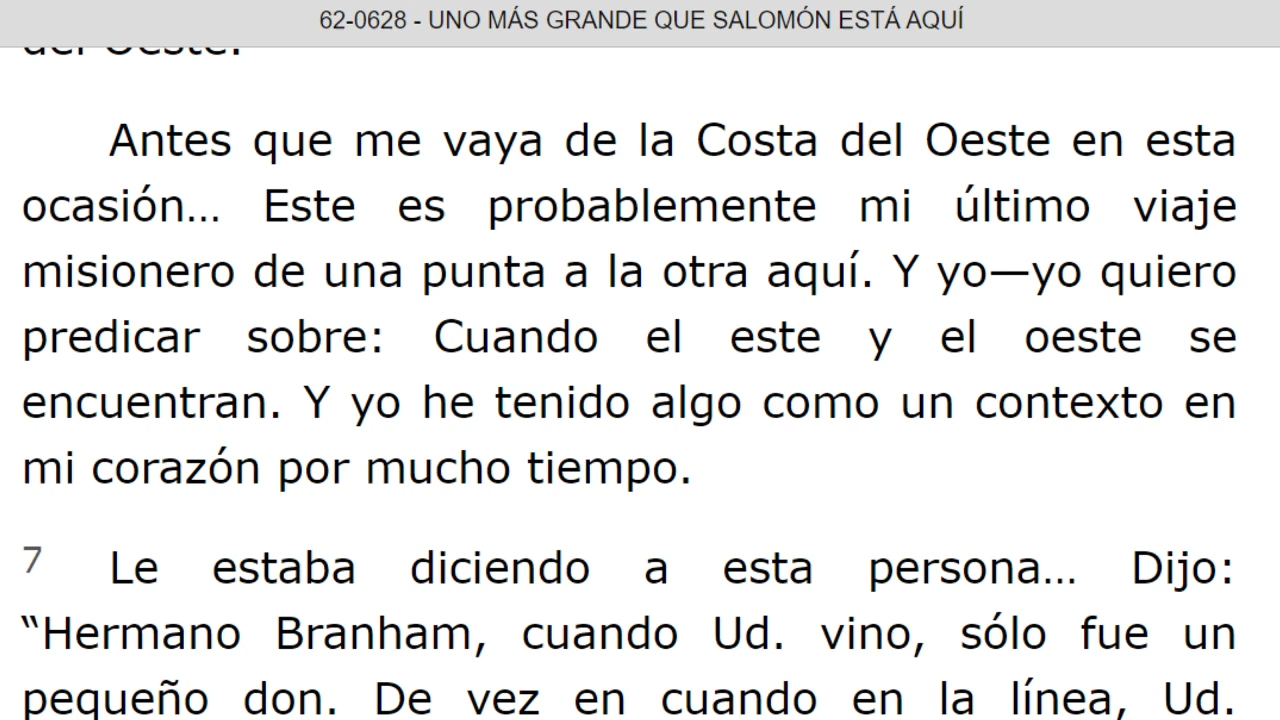 62-0628 - UNO MÁS GRANDE QUE SALOMÓN ESTÁ AQUÍ
del Oeste.
Antes que me vaya de la Costa del Oeste en esta
ocasión… Este es probablemente mi último viaje
misionero de una punta a la otra aquí. Y yo—yo quiero
predicar sobre: Cuando el este y el oeste se
encuentran. Y yo he tenido algo como un contexto en
mi corazón por mucho tiempo.
7 Le estaba diciendo a esta persona… Dijo:
“Hermano Branham, cuando Ud. vino, sólo fue un
pequeño don. De vez en cuando en la línea, Ud.